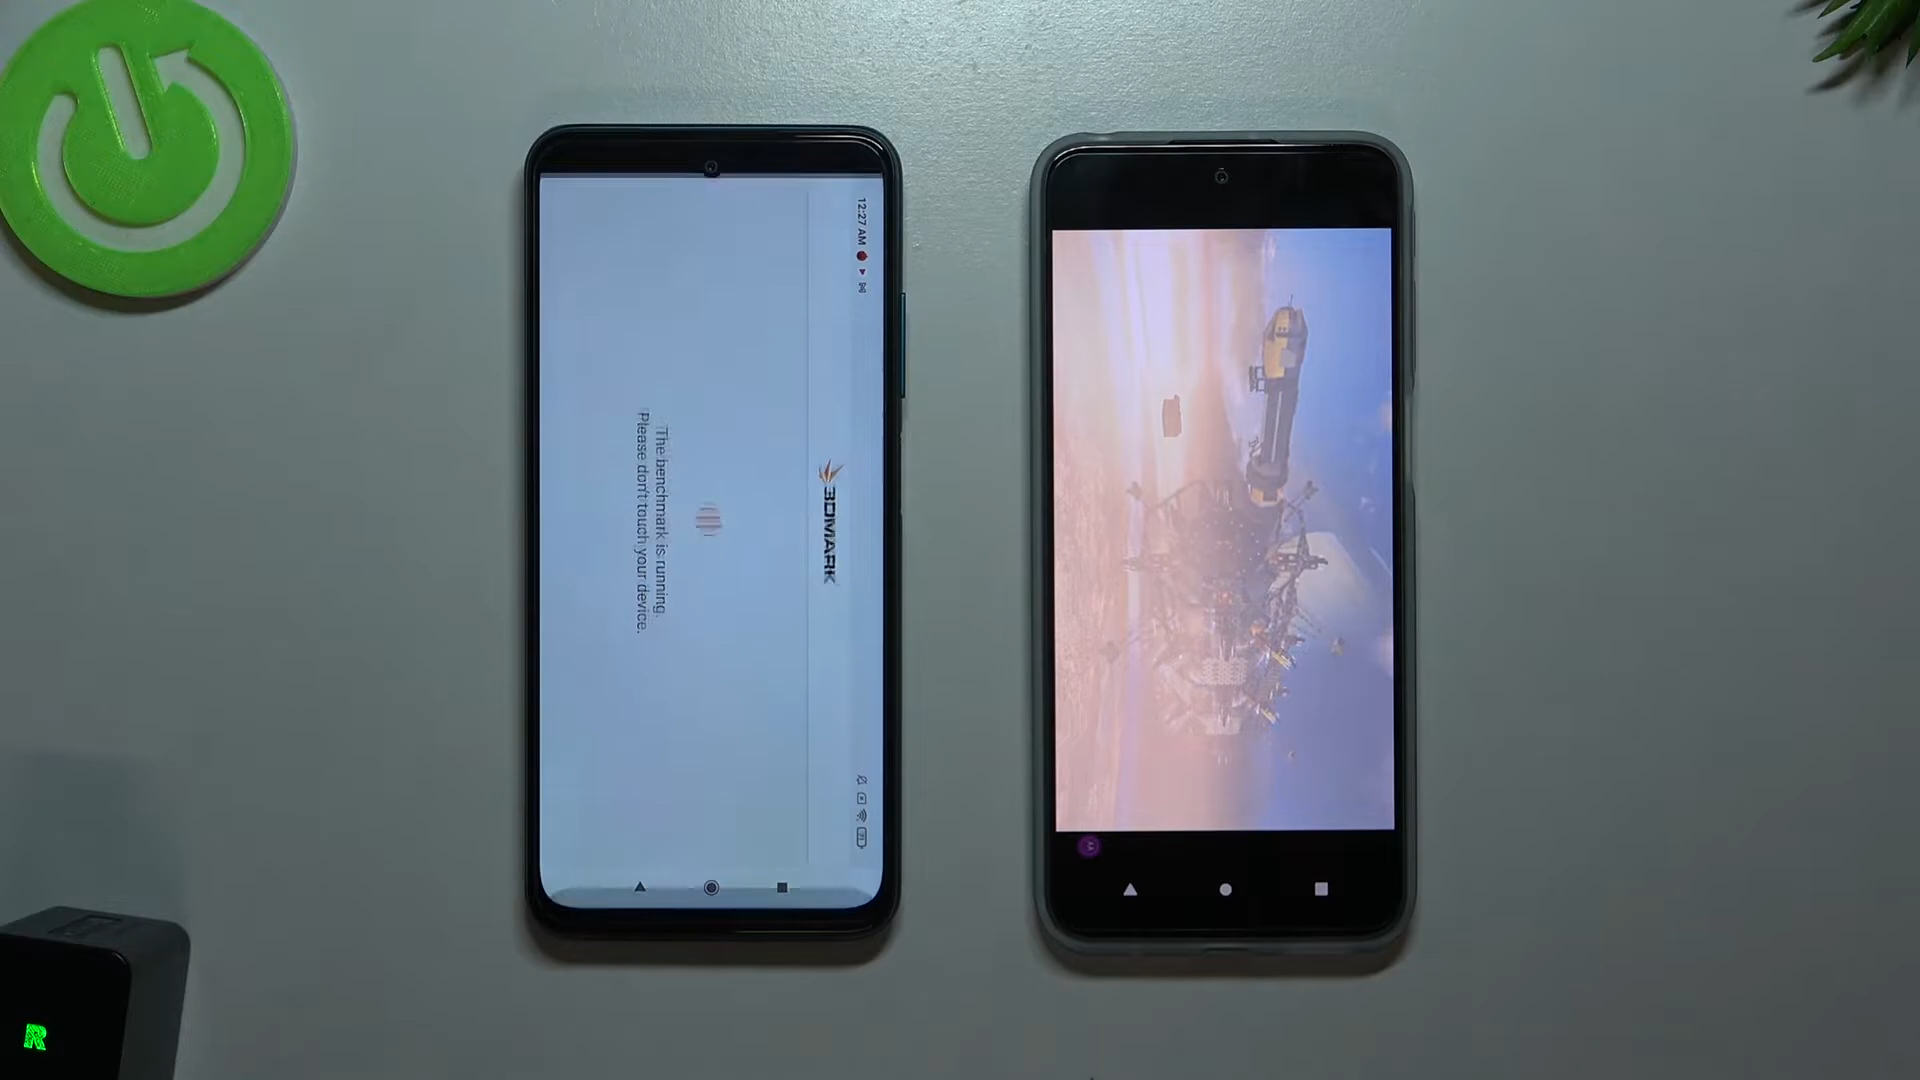 12:27 AM
3DMARK
The benchmark is running.
Please don't touch your device.
R